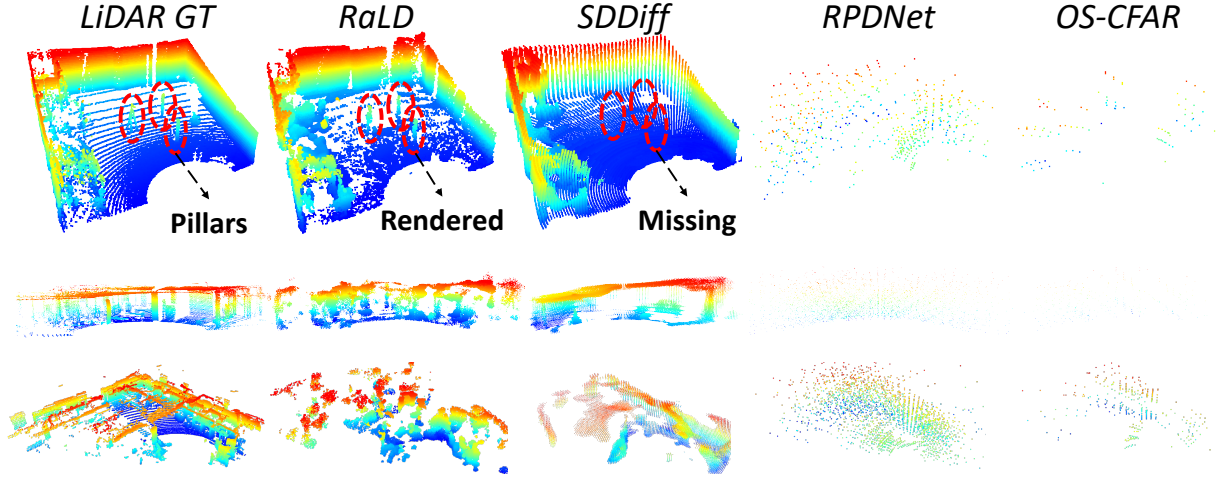 LiDAR GT
RaLD
SDDiff
RPDNet
OS-CFAR
Pillars
Rendered
Missing